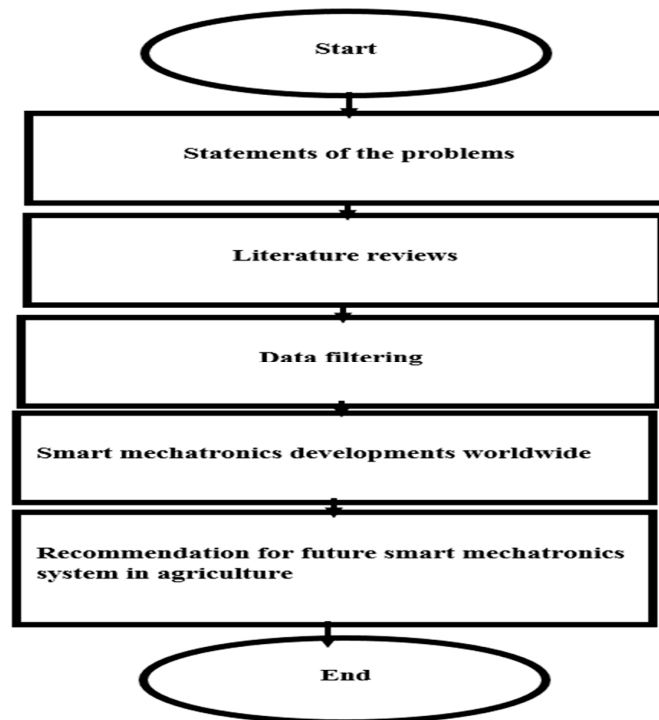 Start
Statements of the problems
Literature reviews
Data filtering
Smart mechatronics developments worldwide
Recommendation for future smart mechatronics
system in agriculture
End